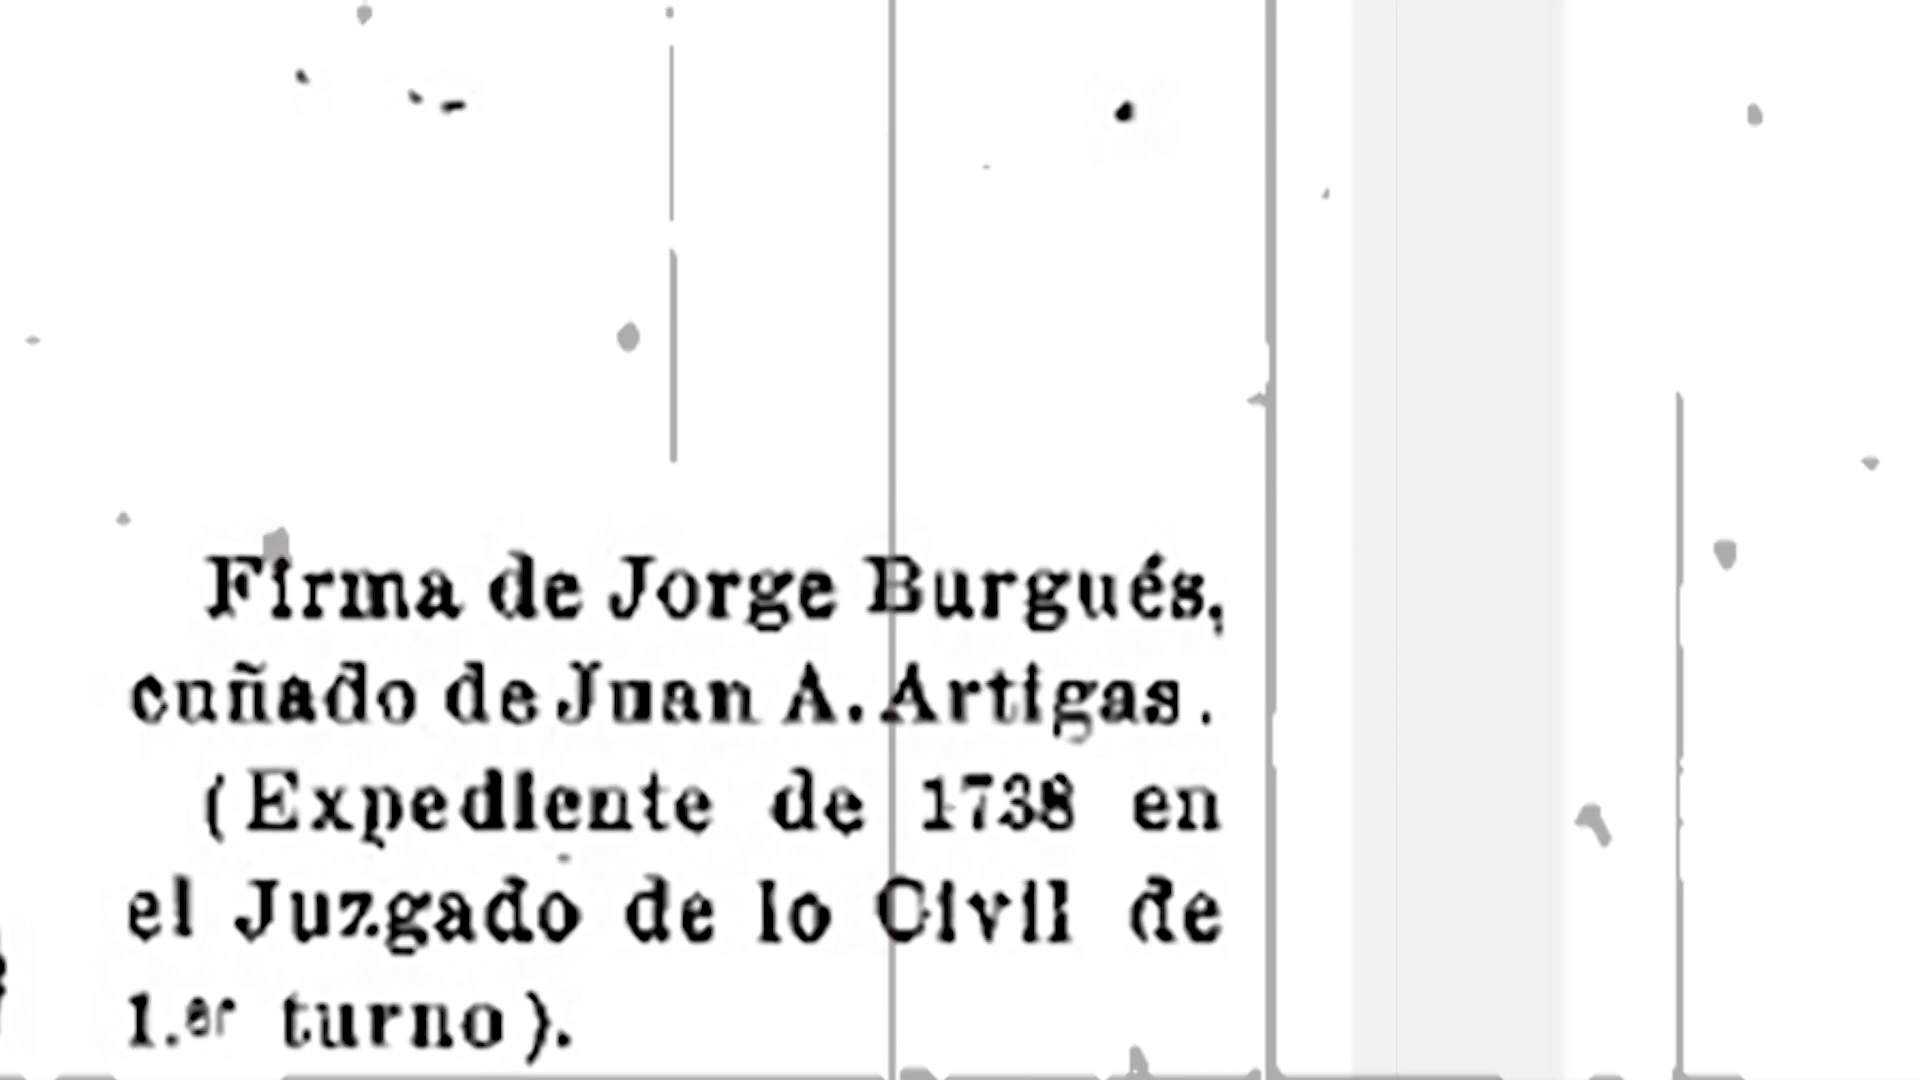 Firma de Jorge Burgués,
cuñado de Juan A. Artigas.
(Expediente de 1738 en
el Juzgado de lo Civil de
1.er turno).